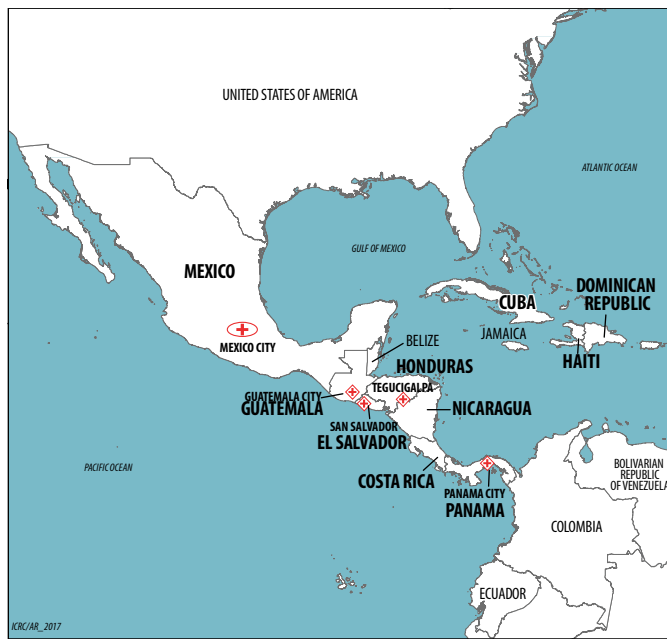 UNITED STATES OF AMERICA
ATLANTIC OCEAN
GULF OF MEXICO
MEXICO
DOMINICAN
REPUBLIC
CUBA
MEXICO CITY
JAMAICA
BELIZE
HAITI
HONDURAS
TEGUCIGALPA
GUATEMALA CITY
GUATEMALA
NICARAGUA
SAN SALVADOR
EL SALVADOR
PACIFIC OCEAN
COSTA RICA
BOLIVARIAN
REPUBLIC
OF VENEZUELA
PANAMA CITY
PANAMA
COLOMBIA
ECUADOR
ICRC/AR_2017